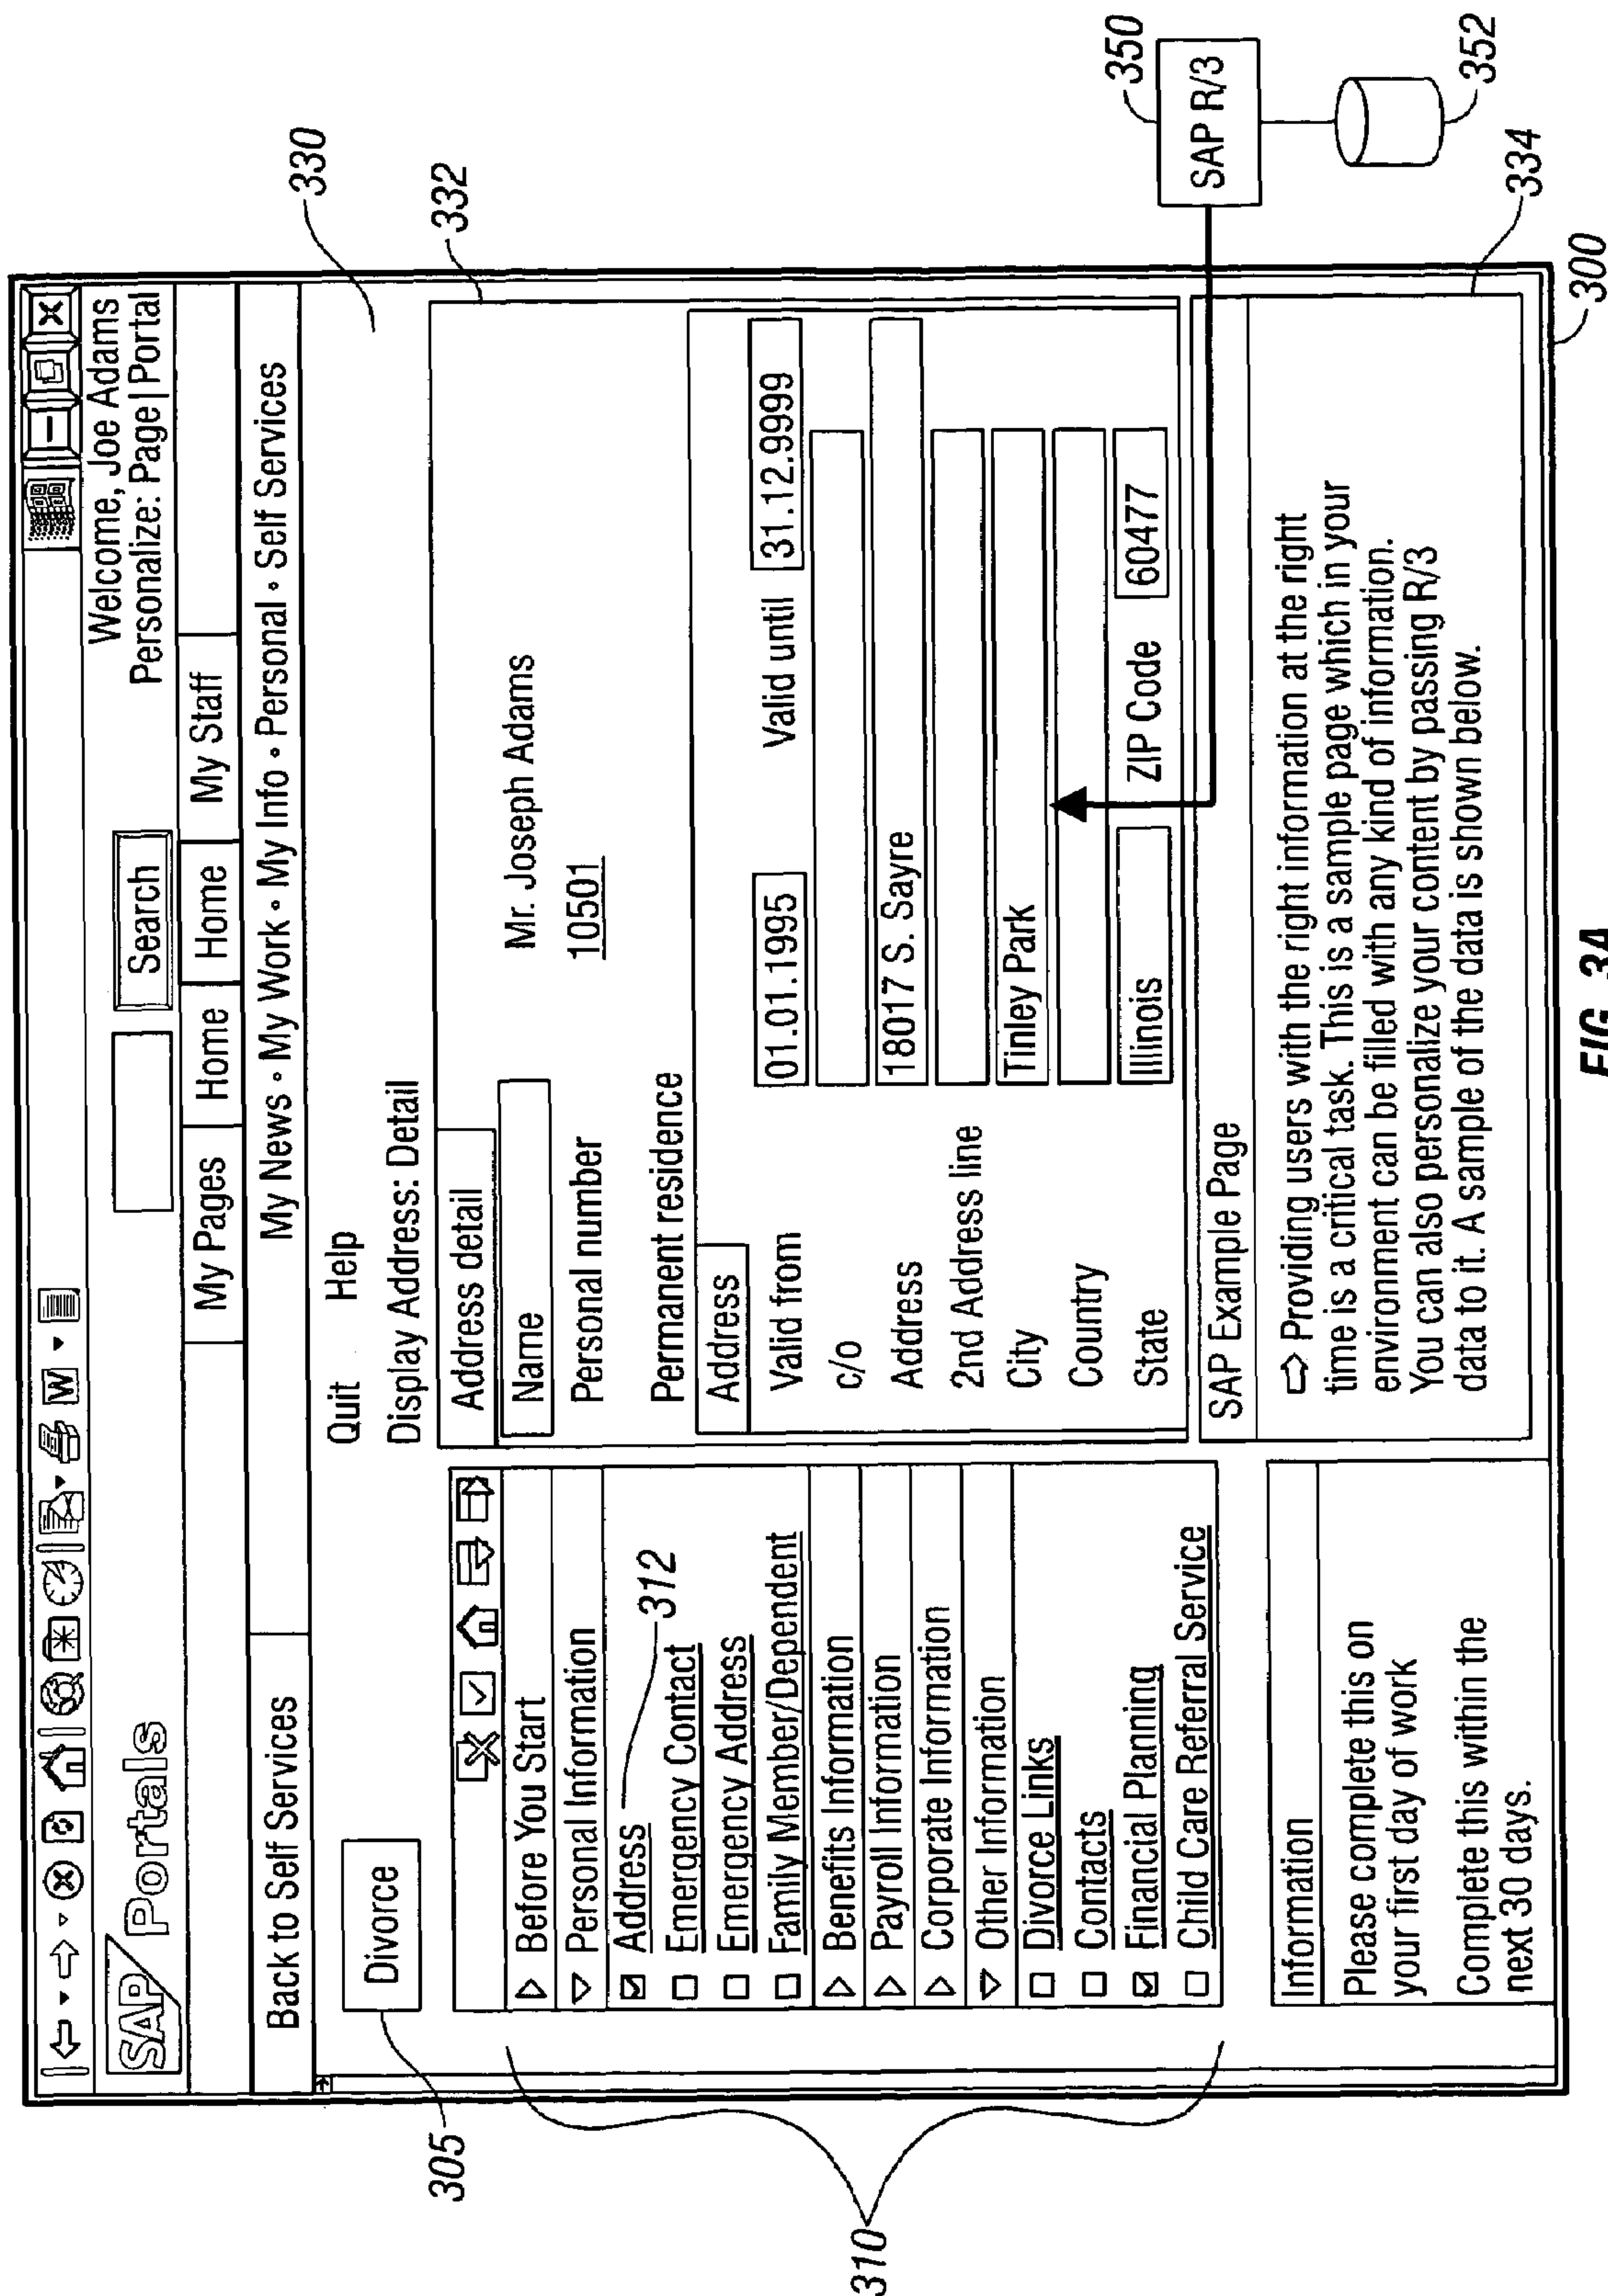 SAP Portals
Welcome, Joe Adams
Search
Personalize: Page | Portal
My Pages Home Home My Staff
Back to Self Services My News ∘ My Work ∘ My Info ∘ Personal ∘ Self Services
330
Quit Help
Divorce
305
Display Address: Detail
332
Address detail
Name Mr. Joseph Adams
Personal number 10501
Permanent residence
Address
Valid from 01.01.1995 Valid until 31.12.9999
c/o
Address 18017 S. Sayre
2nd Address line
City Tinley Park
Country
State Illinois ZIP Code 60477
310
Before You Start
Personal Information
Address 312
Emergency Contact
Emergency Address
Family Member/Dependent
Benefits Information
Payroll Information
Corporate Information
Other Information
Divorce Links
Contacts
Financial Planning
Child Care Referral Service
350
SAP R/3
352
Information
Please complete this on
your first day of work
Complete this within the
next 30 days.
SAP Example Page
334
⇨ Providing users with the right information at the right
time is a critical task. This is a sample page which in your
environment can be filled with any kind of information.
You can also personalize your content by passing R/3
data to it. A sample of the data is shown below.
300
FIG. 3A